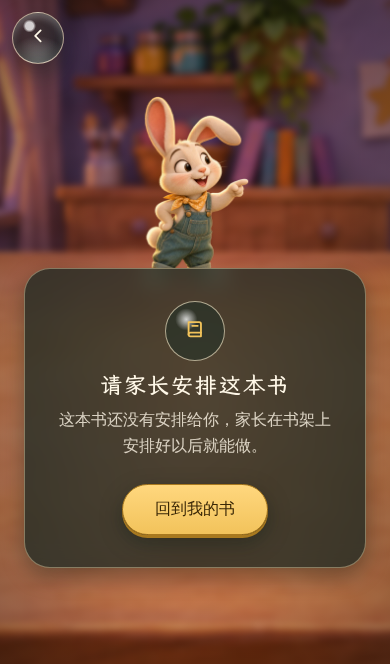 请家长安排这本书
这本书还没有安排给你，家长在书架上
安排好以后就能做。
回到我的书